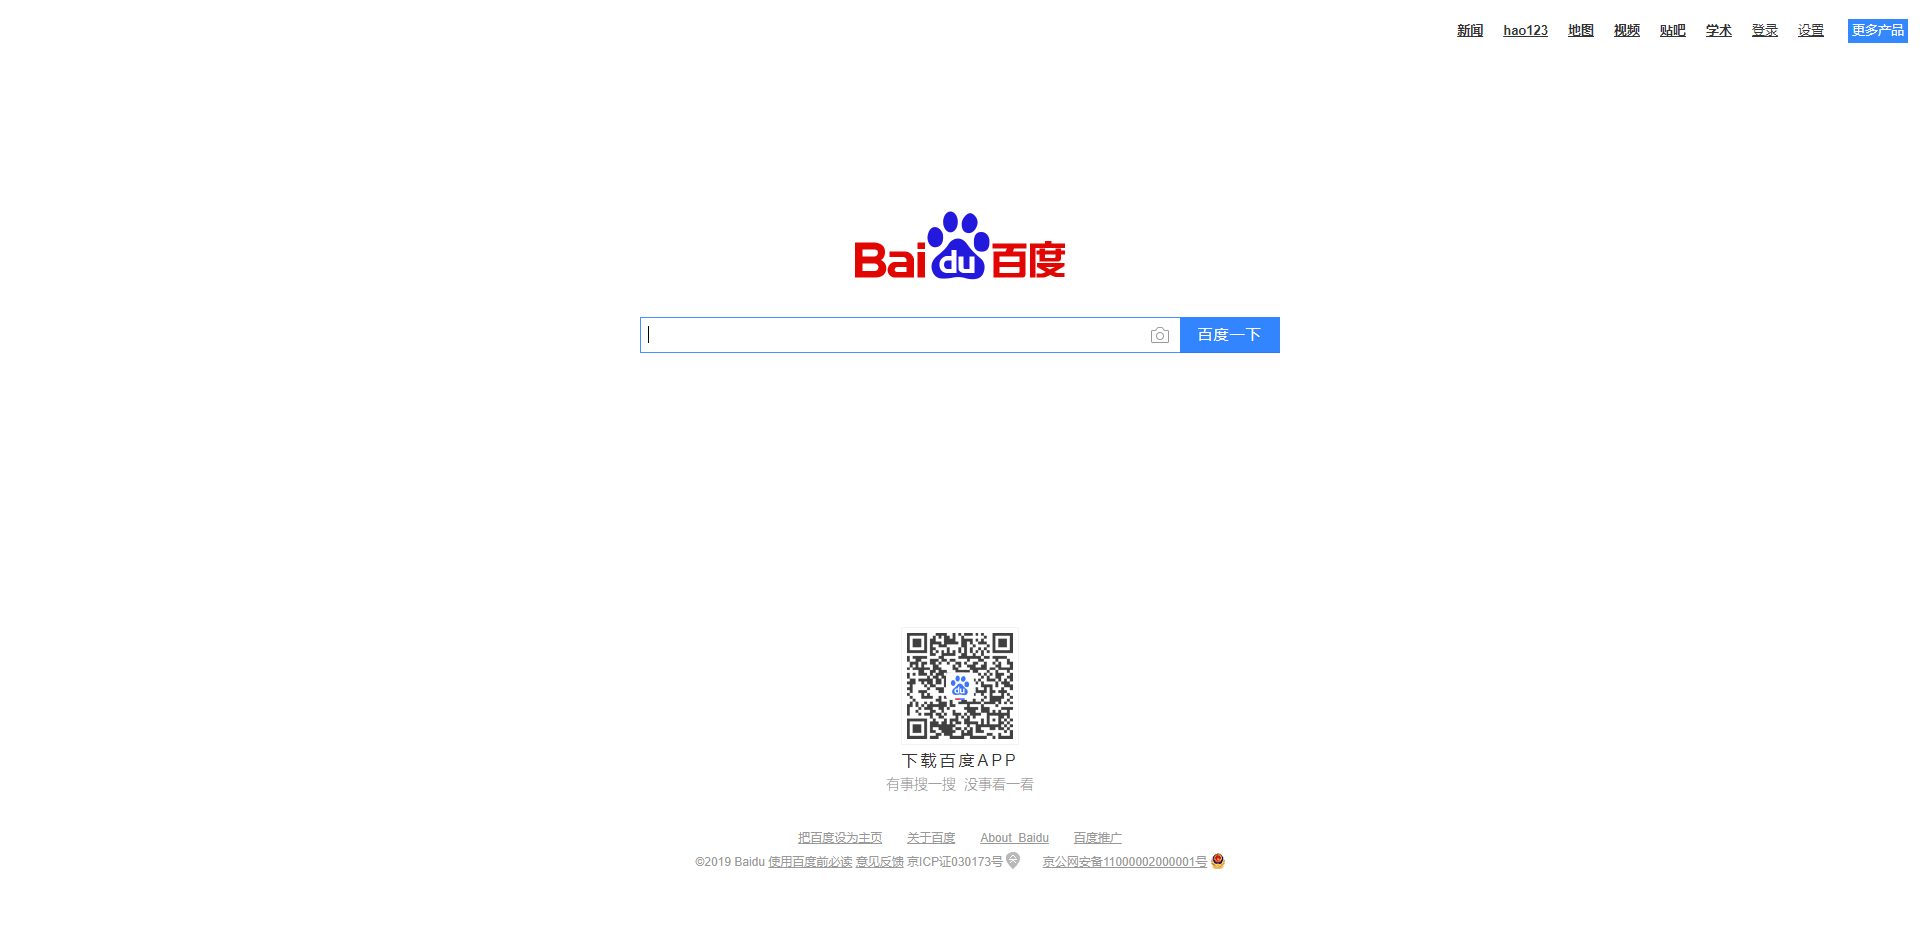 新闻 hao123 地图 视频 贴吧 学术 登录 设置 更多产品
Baidu百度
百度一下
du
下载百度APP
有事搜一搜 没事看一看
把百度设为主页 关于百度 About Baidu 百度推广
©2019 Baidu 使用百度前必读 意见反馈 京ICP证030173号 京公网安备11000002000001号